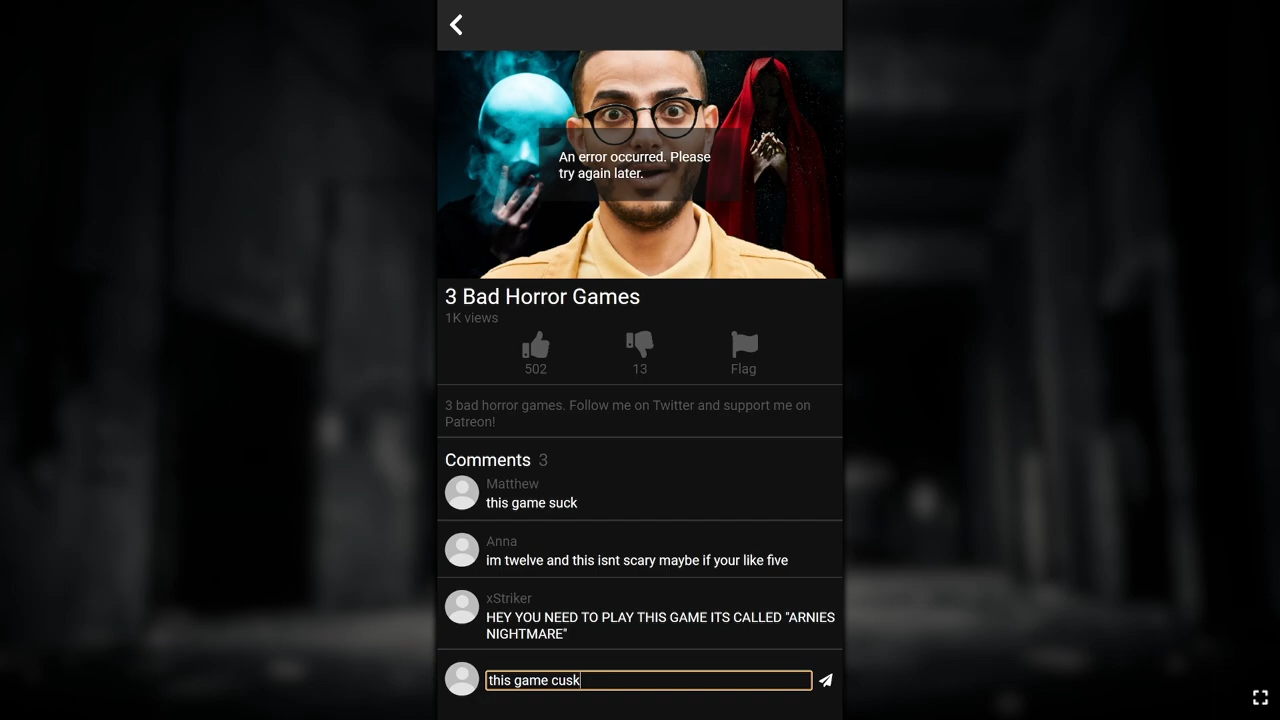 An error occurred. Please
try again later.
3 Bad Horror Games
1K views
502
13
Flag
3 bad horror games. Follow me on Twitter and support me on
Patreon!
Comments 3
Matthew
this game suck
Anna
im twelve and this isnt scary maybe if your like five
xStriker
HEY YOU NEED TO PLAY THIS GAME ITS CALLED "ARNIES
NIGHTMARE"
this game cusk